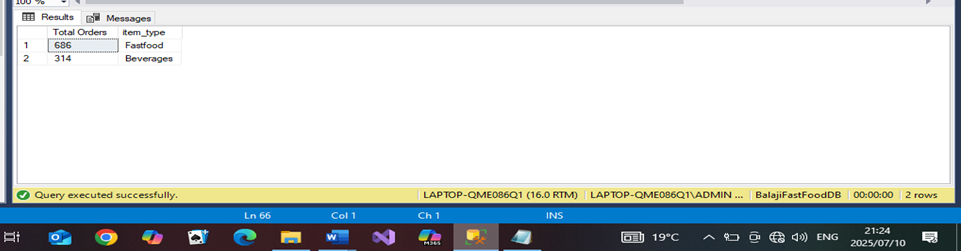 100 %
Results Messages
Total Orders item_type
1 686 Fastfood
2 314 Beverages
Query executed successfully. LAPTOP-QME086Q1 (16.0 RTM) LAPTOP-QME086Q1\ADMIN ... BalajiFastFoodDB 00:00:00 2 rows
Ln 66 Col 1 Ch 1 INS
M365 19°C ENG 21:24
2025/07/10